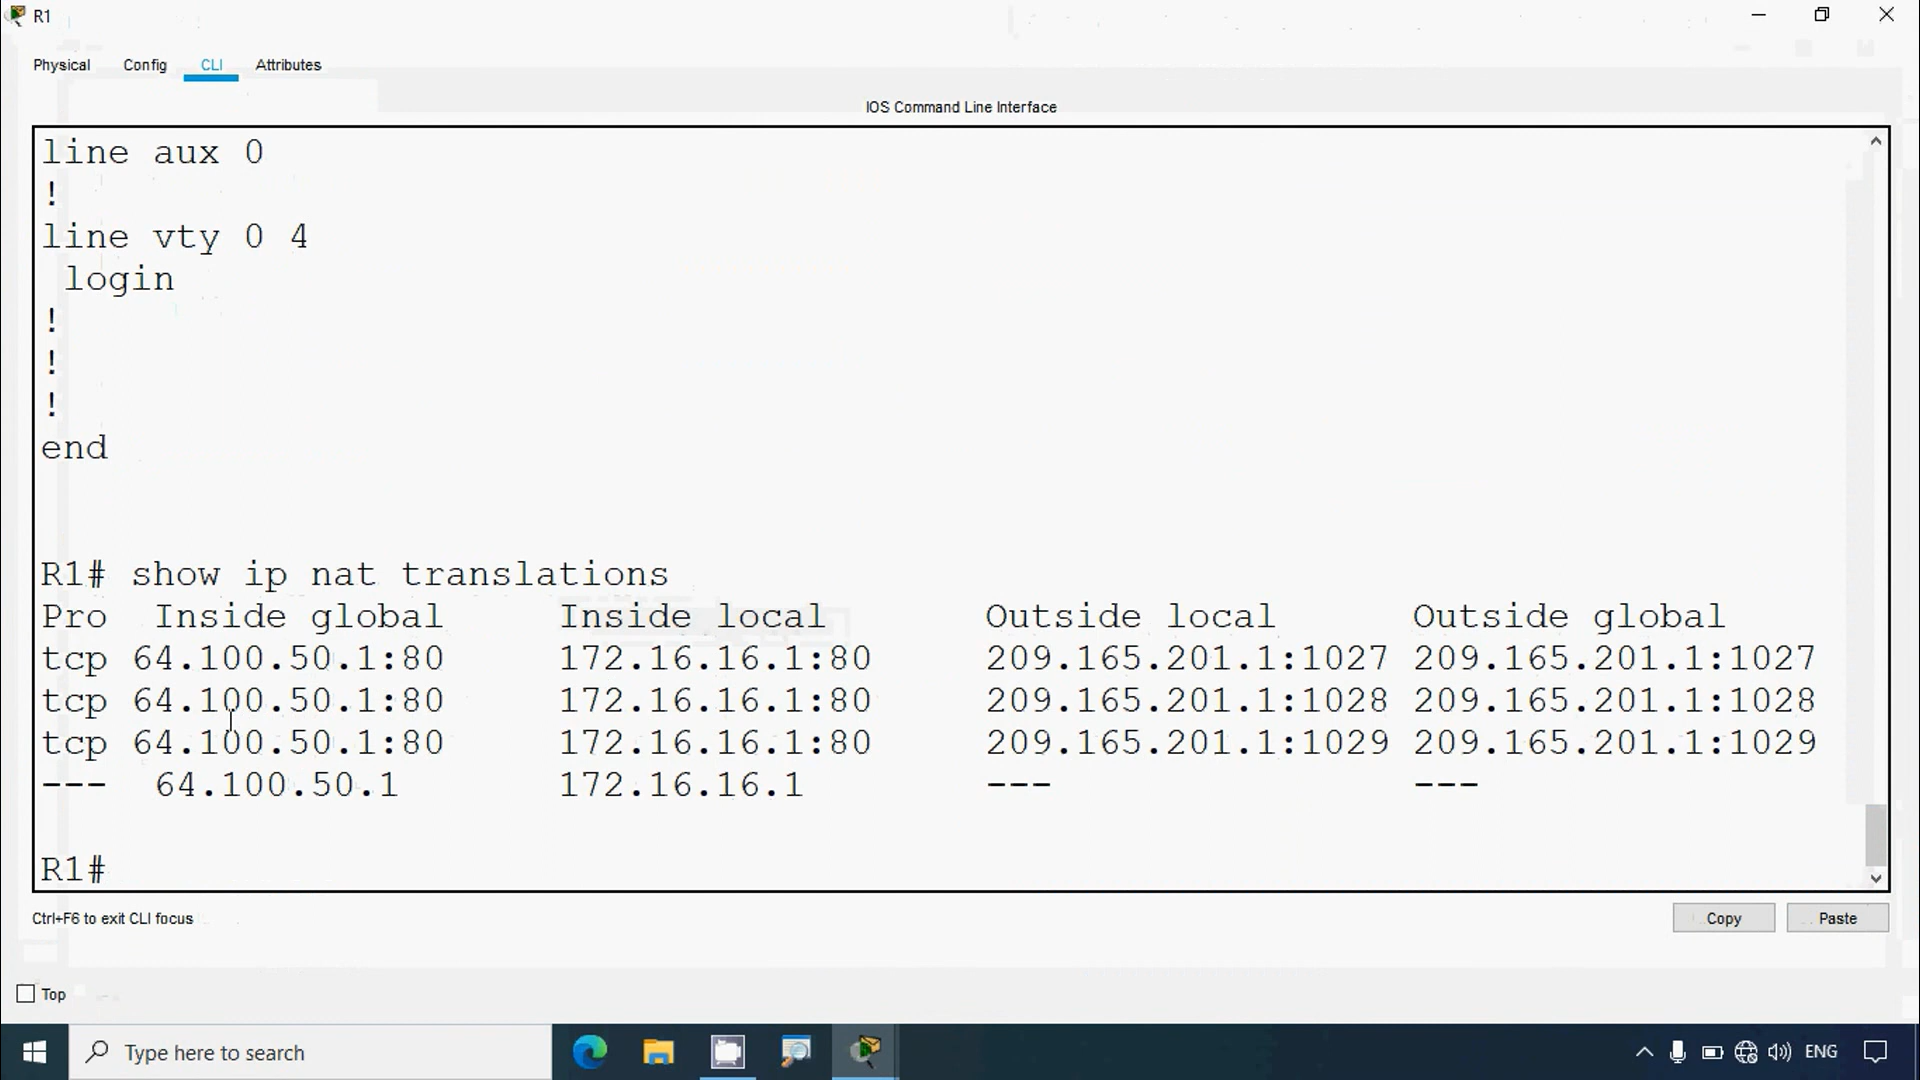 R1
Physical Config CLI Attributes
IOS Command Line Interface
line aux 0
!
line vty 0 4
login
!
!
!
end
R1# show ip nat translations
Pro Inside global Inside local Outside local Outside global
tcp 64.100.50.1:80 172.16.16.1:80 209.165.201.1:1027 209.165.201.1:1027
tcp 64.100.50.1:80 172.16.16.1:80 209.165.201.1:1028 209.165.201.1:1028
tcp 64.100.50.1:80 172.16.16.1:80 209.165.201.1:1029 209.165.201.1:1029
--- 64.100.50.1 172.16.16.1 --- ---
R1#
Ctrl+F6 to exit CLI focus
Copy Paste
Top
Type here to search
ENG